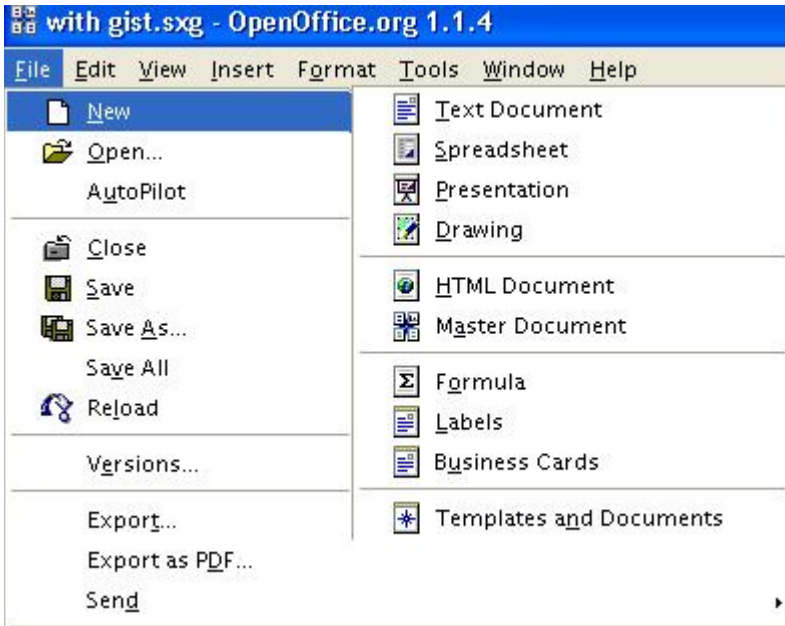 with gist.sxg - OpenOffice.org 1.1.4
File Edit View Insert Format Tools Window Help
New
Open...
AutoPilot
Close
Save
Save As...
Save All
Reload
Versions...
Export...
Export as PDF...
Send
Text Document
Spreadsheet
Presentation
Drawing
HTML Document
Master Document
Formula
Labels
Business Cards
Templates and Documents